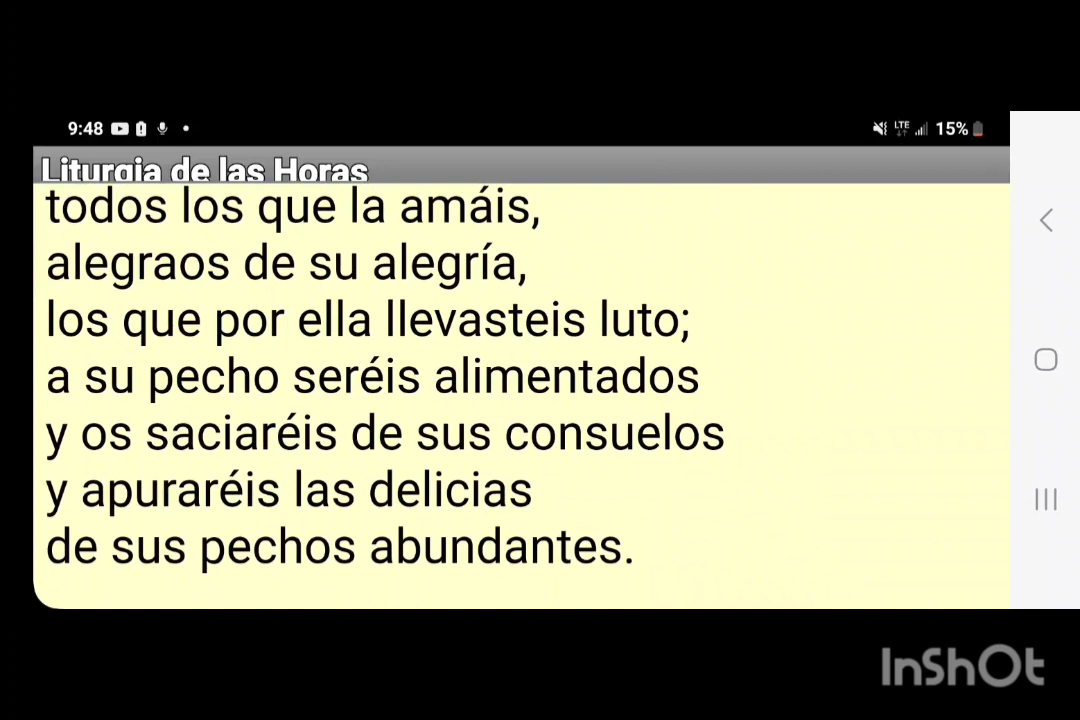 9:48
LTE 15%
Liturgia de las Horas
todos los que la amáis,
alegraos de su alegría,
los que por ella llevasteis luto;
a su pecho seréis alimentados
y os saciaréis de sus consuelos
y apuraréis las delicias
de sus pechos abundantes.
InShOt